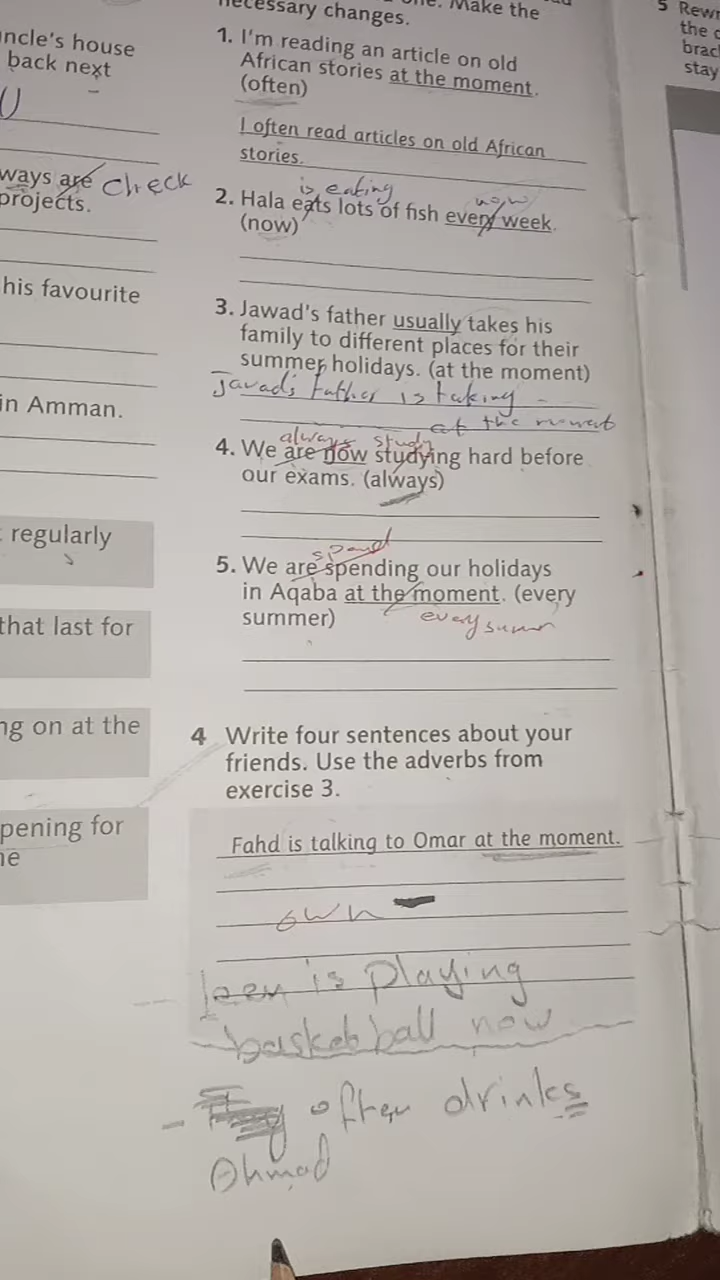 necessary changes.
Make the
1. I'm reading an article on old
African stories at the moment.
(often)
I often read articles on old African
stories.
is eating
now
2. Hala eats lots of fish every week.
(now)
3. Jawad's father usually takes his
family to different places for their
summer holidays. (at the moment)
Jawad's father is taking
at the moment
always study
4. We are now studying hard before
our exams. (always)
spend
5. We are spending our holidays
in Aqaba at the moment. (every
summer)
every summ
4 Write four sentences about your
friends. Use the adverbs from
exercise 3.
Fahd is talking to Omar at the moment.
own
Jeen is playing
basketball now
- often drinks
Ahmad
uncle's house
back next
ways are check
projects.
his favourite
in Amman.
regularly
that last for
ng on at the
pening for
5 Rewr
the
brac
stay